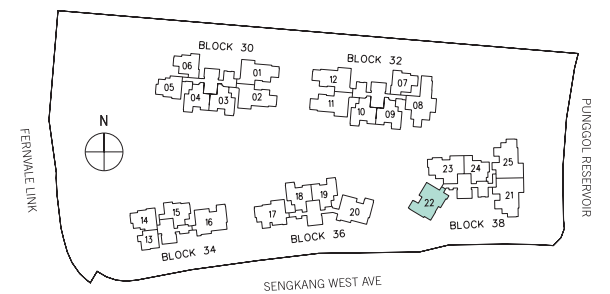 BLOCK 30
BLOCK 32
06
01
05
04
03
02
12
07
11
10
09
08
N
FERNVALE LINK
PUNGGOL RESERVOIR
23
24
25
22
21
BLOCK 38
18
19
17
20
BLOCK 36
14
15
16
13
BLOCK 34
SENGKANG WEST AVE